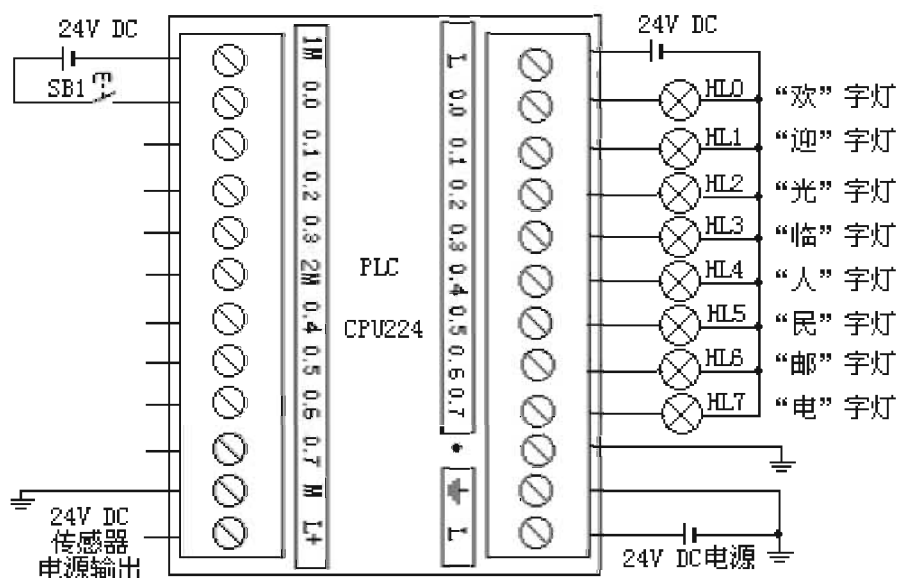 24V DC
SB1
1M
0.0
0.1
0.2
0.3
2M
0.4
0.5
0.6
0.7
M
L+
24V DC
传感器
电源输出
PLC
CPU224
L
0.0
0.1
0.2
0.3
0.4
0.5
0.6
0.7
L
24V DC
HL0 “欢”字灯
HL1 “迎”字灯
HL2 “光”字灯
HL3 “临”字灯
HL4 “人”字灯
HL5 “民”字灯
HL6 “邮”字灯
HL7 “电”字灯
24V DC电源